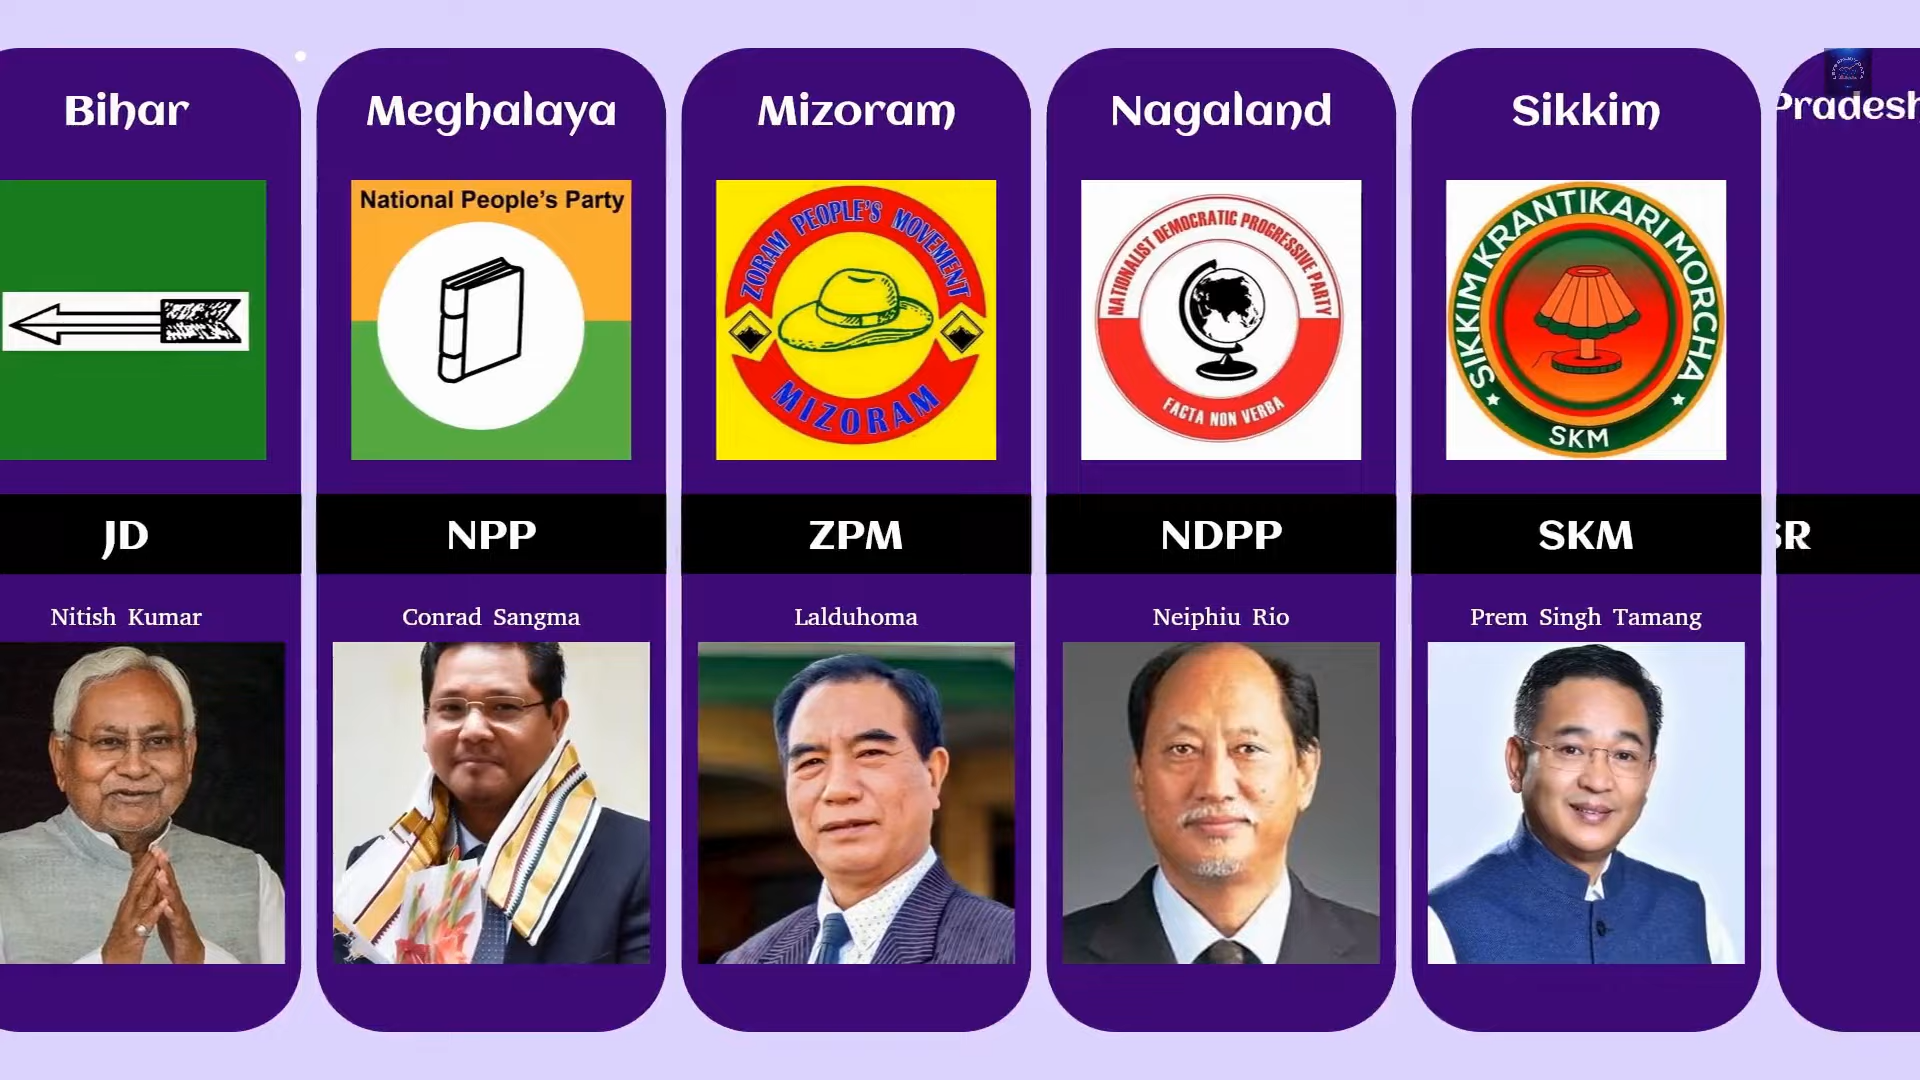 Bihar
JD
Nitish Kumar
Meghalaya
National People's Party
NPP
Conrad Sangma
Mizoram
ZORAM PEOPLE'S MOVEMENT
MIZORAM
ZPM
Lalduhoma
Nagaland
NATIONALIST DEMOCRATIC PROGRESSIVE PARTY
FACTA NON VERBA
NDPP
Neiphiu Rio
Sikkim
SIKKIM KRANTIKARI MORCHA
SKM
SKM
Prem Singh Tamang
Pradesh
SR